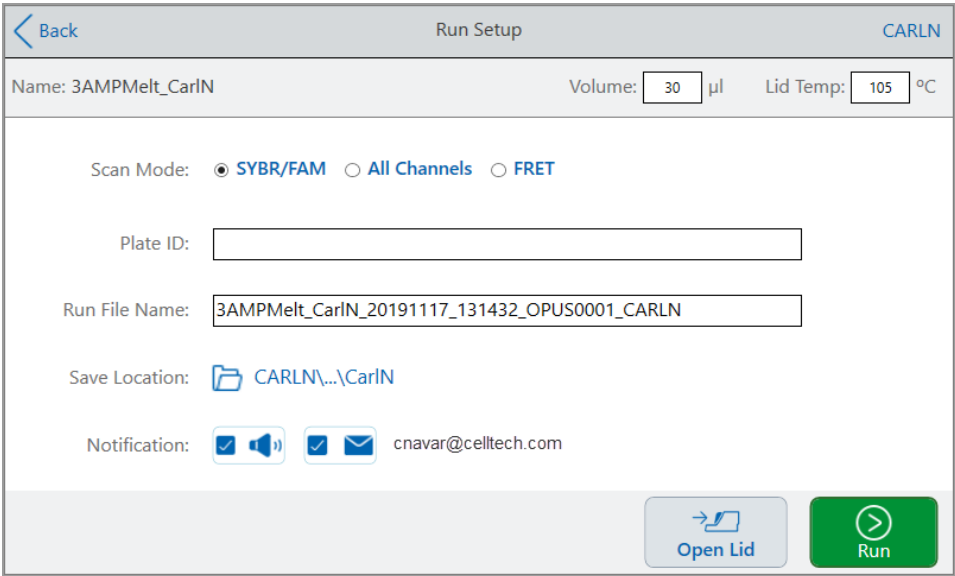 Back Run Setup CARLN
Name: 3AMPMelt_CarlN Volume: 30 µl Lid Temp: 105 ºC
Scan Mode: SYBR/FAM All Channels FRET
Plate ID:
Run File Name: 3AMPMelt_CarlN_20191117_131432_OPUS0001_CARLN
Save Location: CARLN\...\CarlN
Notification: cnavar@celltech.com
Open Lid Run